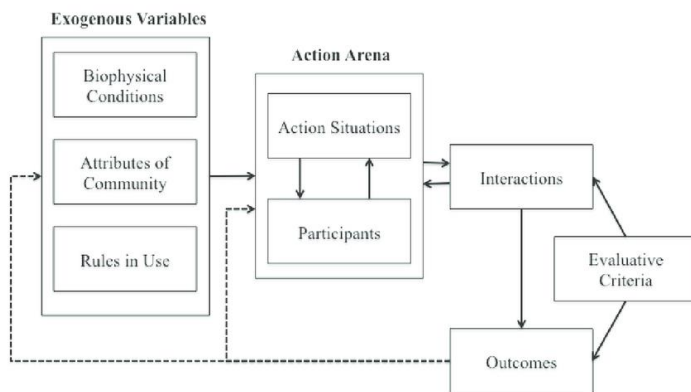 Exogenous Variables
Biophysical
Conditions
Attributes of
Community
Rules in Use
Action Arena
Action Situations
Participants
Interactions
Evaluative
Criteria
Outcomes